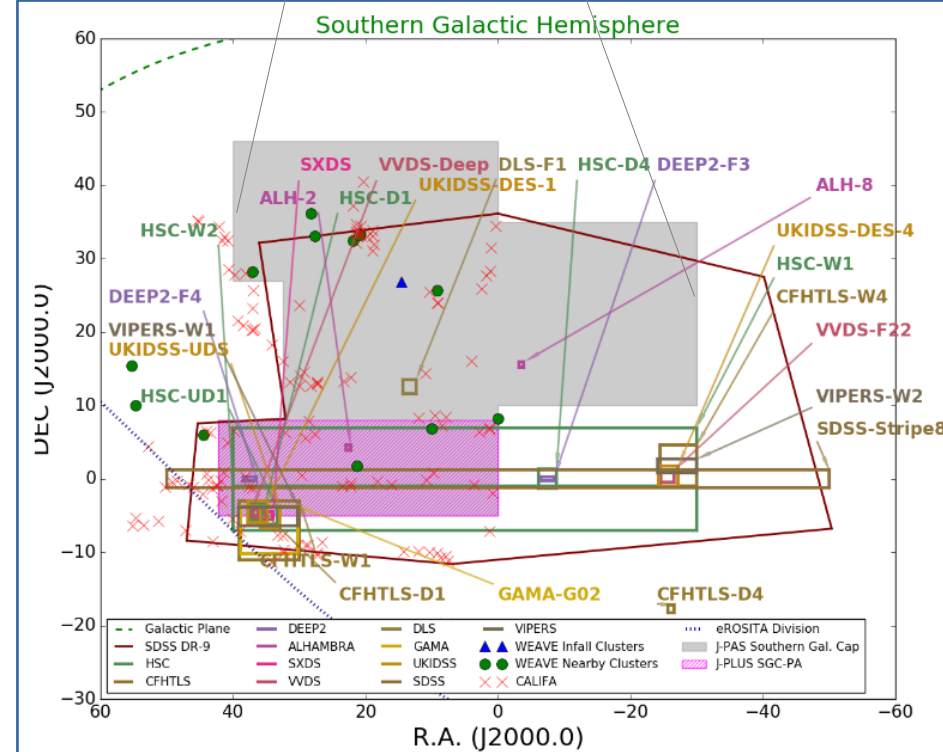 Southern Galactic Hemisphere
60
50
40
30
20
10
0
−10
−20
−30
DEC (J2000.0)
SXDS
VVDS-Deep
DLS-F1
HSC-D4
DEEP2-F3
ALH-2
HSC-D1
UKIDSS-DES-1
ALH-8
HSC-W2
UKIDSS-DES-4
HSC-W1
DEEP2-F4
CFHTLS-W4
VIPERS-W1
VVDS-F22
UKIDSS-UDS
HSC-UD1
VIPERS-W2
SDSS-Stripe8
CFHTLS-W1
CFHTLS-D1
GAMA-G02
CFHTLS-D4
Galactic Plane
SDSS DR-9
HSC
CFHTLS
DEEP2
ALHAMBRA
SXDS
VVDS
DLS
GAMA
UKIDSS
SDSS
VIPERS
WEAVE Infall Clusters
WEAVE Nearby Clusters
CALIFA
eROSITA Division
J-PAS Southern Gal. Cap
J-PLUS SGC-PA
60
40
20
0
−20
−40
−60
R.A. (J2000.0)